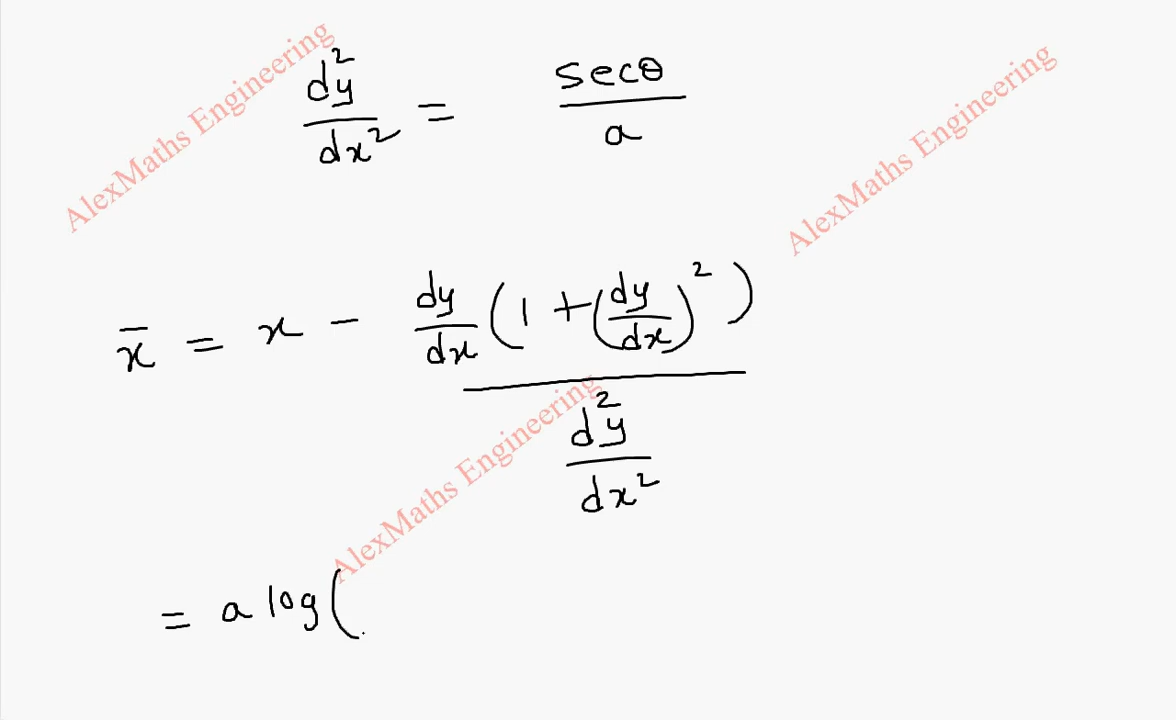 d²y/dx² = secθ/a
x̄ = x - dy/dx (1 + (dy/dx)²) / d²y/dx²
= a log(
AlexMaths Engineering
AlexMaths Engineering
AlexMaths Engineering